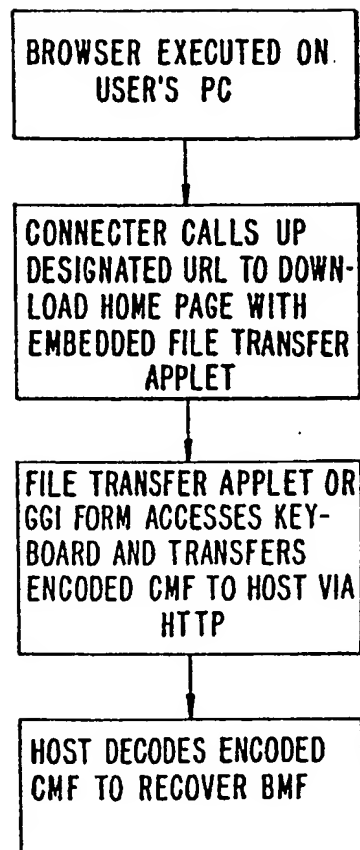 BROWSER EXECUTED ON
USER'S PC
CONNECTER CALLS UP
DESIGNATED URL TO DOWN-
LOAD HOME PAGE WITH
EMBEDDED FILE TRANSFER
APPLET
FILE TRANSFER APPLET OR
GGI FORM ACCESSES KEY-
BOARD AND TRANSFERS
ENCODED CMF TO HOST VIA
HTTP
HOST DECODES ENCODED
CMF TO RECOVER BMF